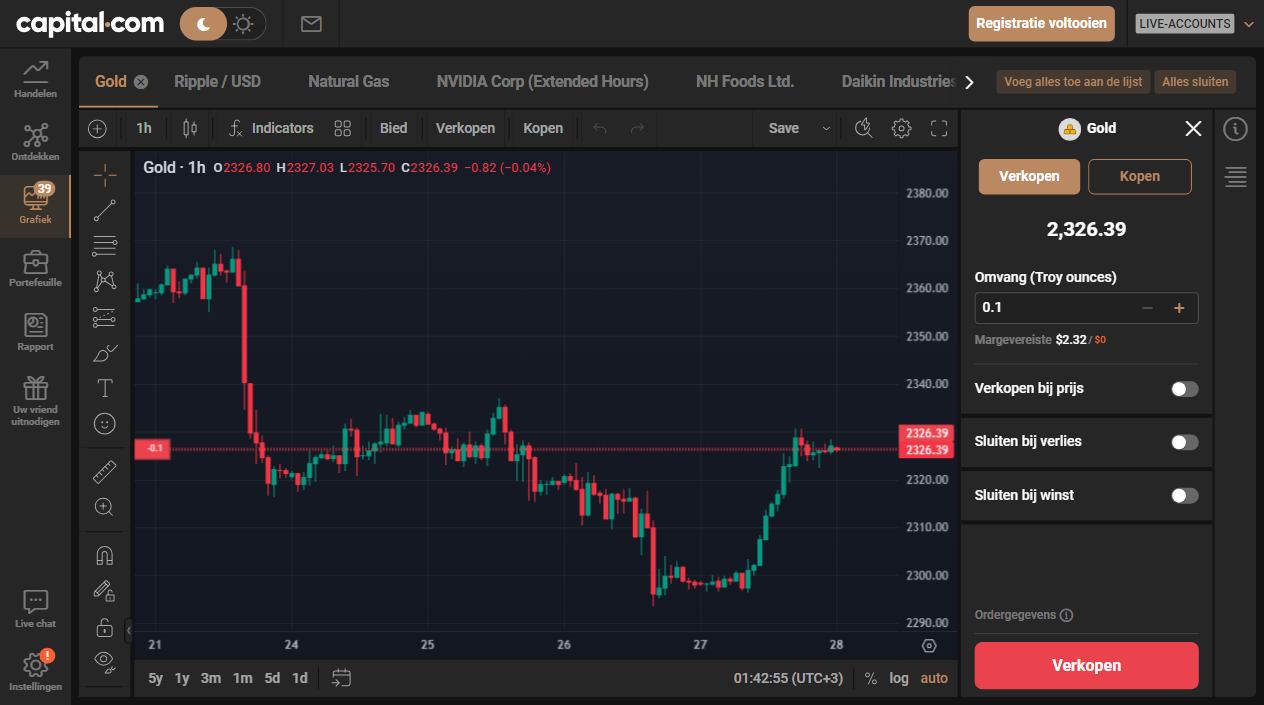 capital.com
Registratie voltooien
LIVE-ACCOUNTS
Handelen
Ontdekken
39
Grafiek
Portefeuille
Rapport
Uw vriend
uitnodigen
Live chat
!
Instellingen
Gold
Ripple / USD
Natural Gas
NVIDIA Corp (Extended Hours)
NH Foods Ltd.
Daikin Industries
Voeg alles toe aan de lijst
Alles sluiten
1h
Indicators
Bied
Verkopen
Kopen
Save
Gold · 1h O2326.80 H2327.03 L2325.70 C2326.39 −0.82 (−0.04%)
2380.00
2370.00
2360.00
2350.00
2340.00
2326.39
-0.1
2326.39
2320.00
2310.00
2300.00
2290.00
21 24 25 26 27 28
5y 1y 3m 1m 5d 1d
01:42:55 (UTC+3)
% log auto
Gold
Verkopen
Kopen
2,326.39
Omvang (Troy ounces)
0.1 − +
Margevereiste $2.32 / $0
Verkopen bij prijs
Sluiten bij verlies
Sluiten bij winst
Ordergegevens
Verkopen